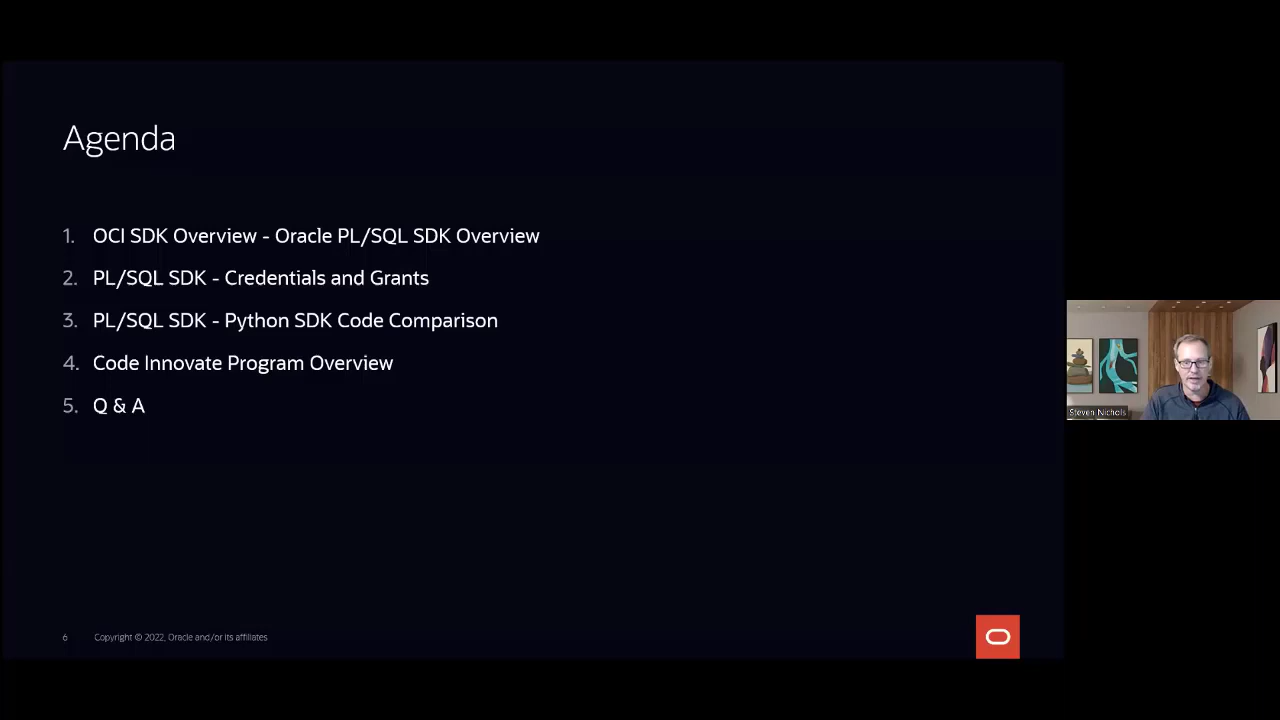 Agenda
1. OCI SDK Overview - Oracle PL/SQL SDK Overview
2. PL/SQL SDK - Credentials and Grants
3. PL/SQL SDK - Python SDK Code Comparison
4. Code Innovate Program Overview
5. Q & A
Steven Nichols
6 Copyright © 2022, Oracle and/or its affiliates